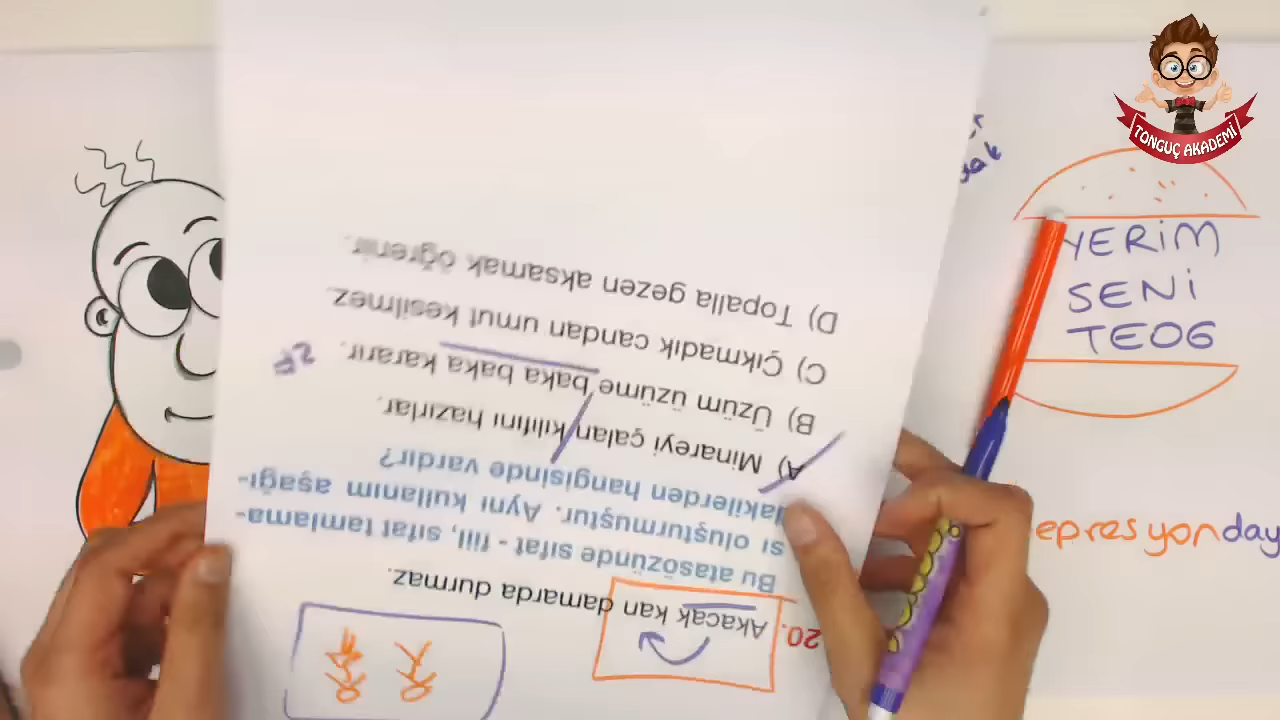 20. Akacak kan damarda durmaz.
Bu atasözünde sıfat - fiil, sıfat tamlama-
sı oluşturmuştur. Aynı kullanım aşağı-
dakilerden hangisinde vardır?
A) Minareyi çalan kılıfını hazırlar.
B) Üzüm üzüme baka baka kararır.
C) Çıkmadık candan umut kesilmez.
D) Topalla gezen aksamak öğrenir.
TONGUÇ AKADEMİ
YERİM
SENİ
TEOG
epresyonday